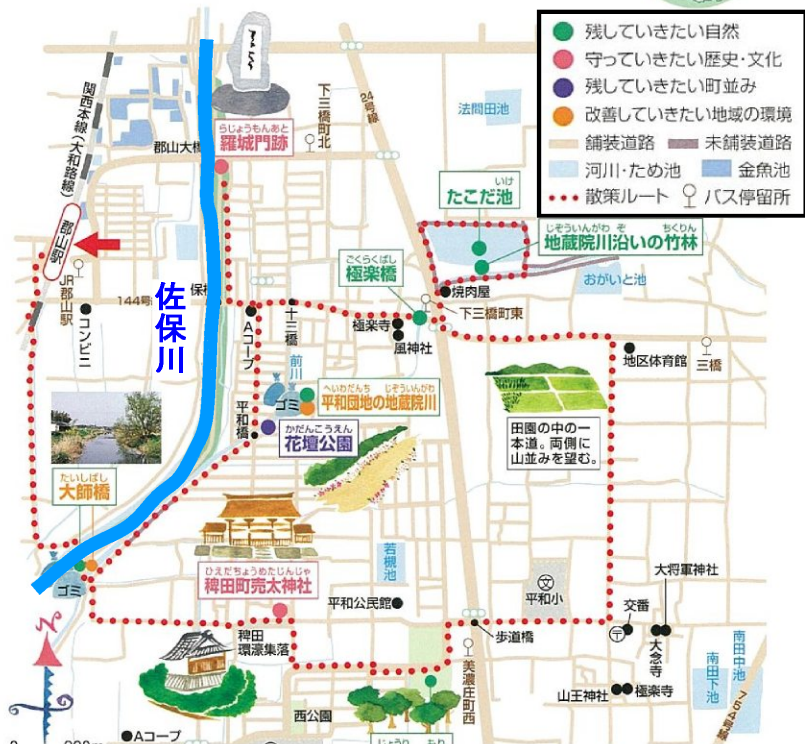 残していきたい自然
守っていきたい歴史・文化
残していきたい町並み
改善していきたい地域の環境
舗装道路 未舗装道路
河川・ため池 金魚池
散策ルート バス停留所
関西本線(大和路線)
郡山駅
JR郡山駅
コンビニ
144号
郡山大橋
らじょうもんあと
羅城門跡
下三橋町北
24号線
法間田池
いけ
たこだ池
じぞういんがわ ぞ ちくりん
地蔵院川沿いの竹林
おがいと池
焼肉屋
下三橋町東
ごくらくばし
極楽橋
極楽寺
風神社
地区体育館
三橋
佐保川
Aコープ
十三橋
前川
ゴミ
へいわだんち じぞういんがわ
平和団地の地蔵院川
平和橋
かだんこうえん
花壇公園
田園の中の一
本道。両側に
山並みを望む。
たいしばし
大師橋
ゴミ
ひえだちょうめたじんじゃ
稗田町売太神社
稗田
環濠集落
若槻池
平和公民館
文
平和小
歩道橋
美濃庄町西
大将軍神社
交番
大念寺
山王神社
極楽寺
南田中池
南田下池
754号線
西公園
Aコープ